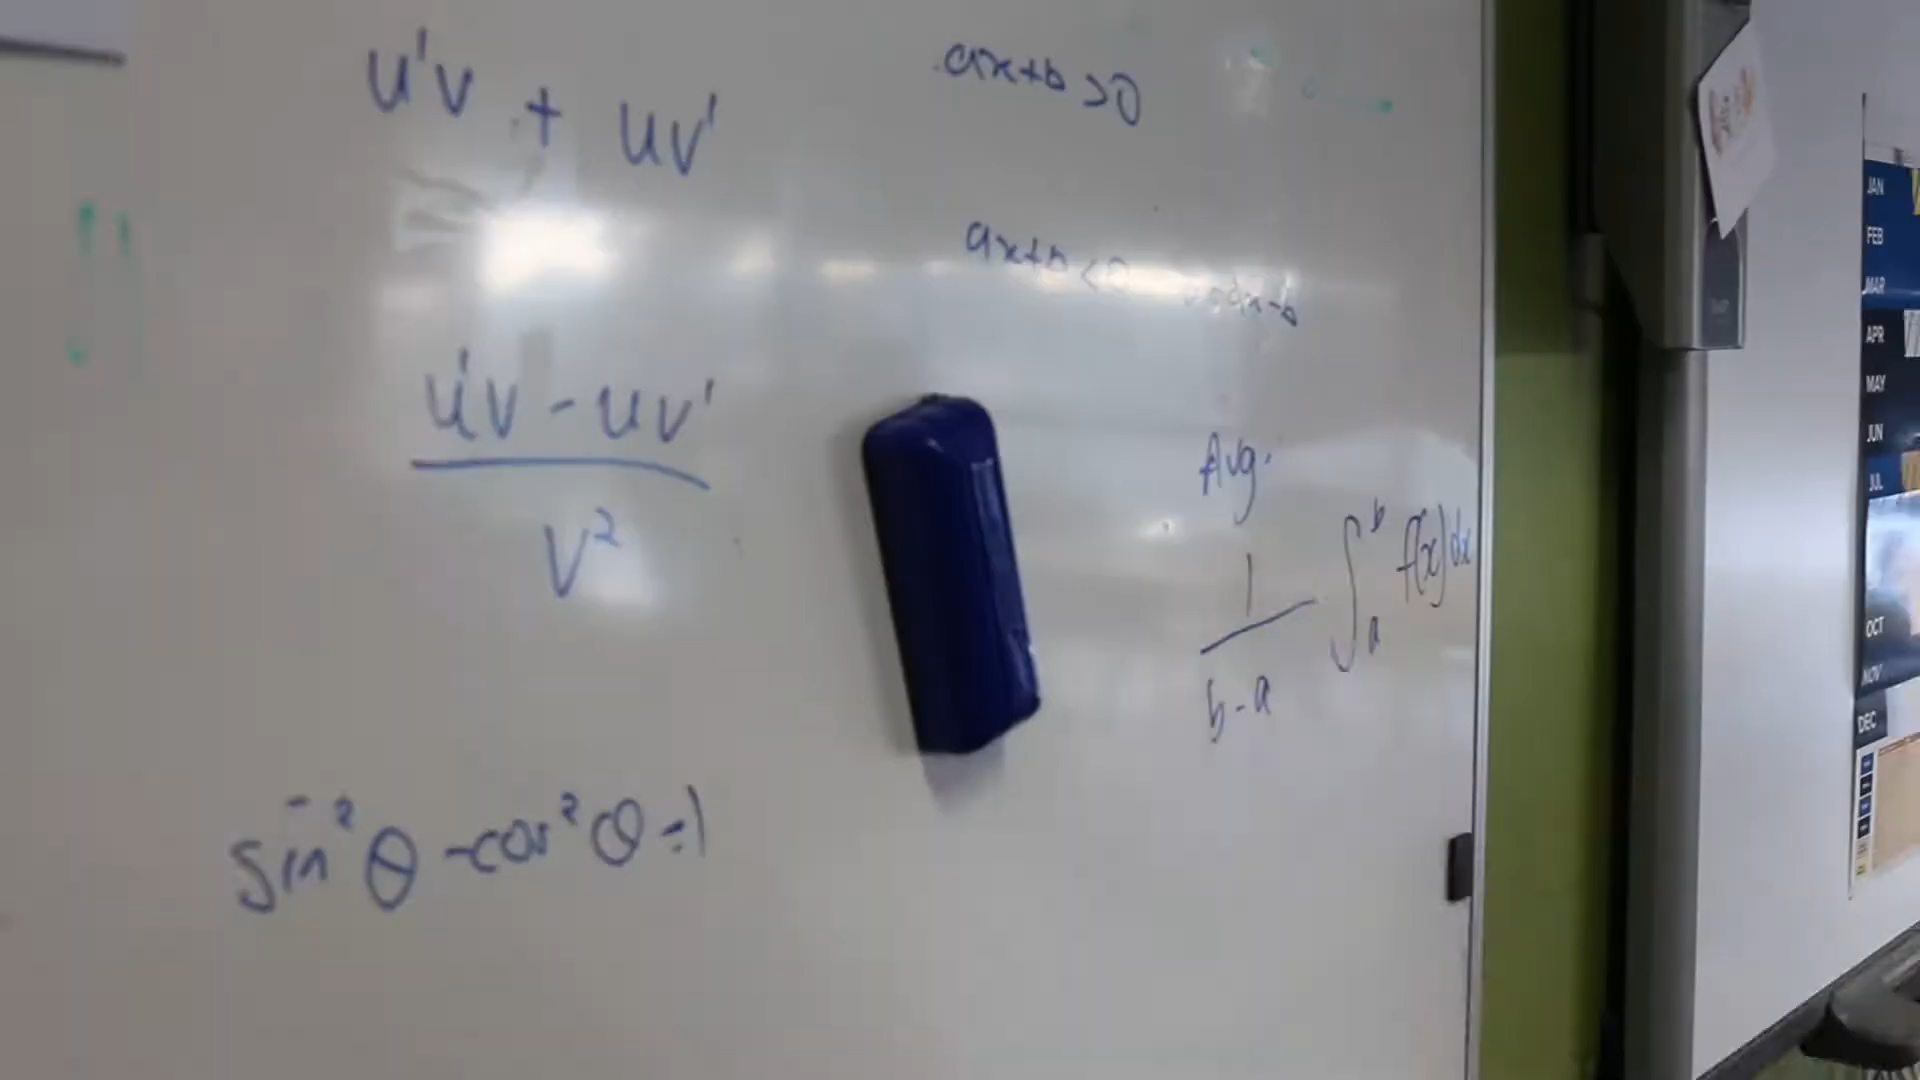 u'v + uv'
ax+b >0
ax+b <0
u'v - uv'
v²
Avg.
1
b-a
∫ₐᵇ f(x) dx
sin²θ -cos²θ =1
JAN
FEB
MAR
APR
MAY
JUN
JUL
OCT
NOV
DEC